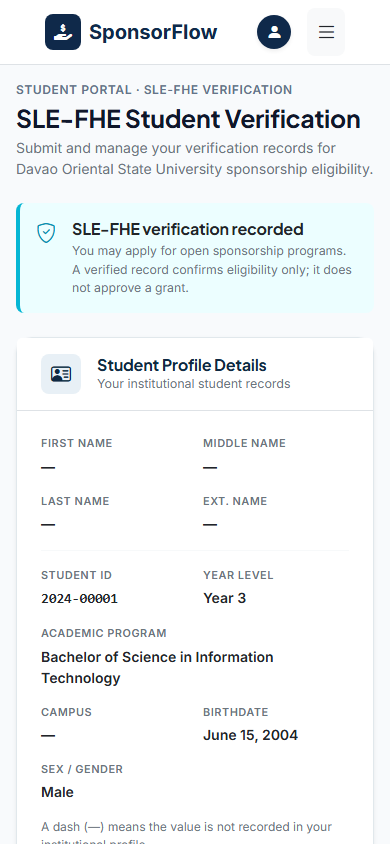 SponsorFlow
STUDENT PORTAL · SLE-FHE VERIFICATION
SLE-FHE Student Verification
Submit and manage your verification records for
Davao Oriental State University sponsorship eligibility.
SLE-FHE verification recorded
You may apply for open sponsorship programs.
A verified record confirms eligibility only; it does
not approve a grant.
Student Profile Details
Your institutional student records
FIRST NAME
MIDDLE NAME
—
—
LAST NAME
EXT. NAME
—
—
STUDENT ID
YEAR LEVEL
2024-00001
Year 3
ACADEMIC PROGRAM
Bachelor of Science in Information
Technology
CAMPUS
BIRTHDATE
—
June 15, 2004
SEX / GENDER
Male
A dash (—) means the value is not recorded in your
institutional profile.